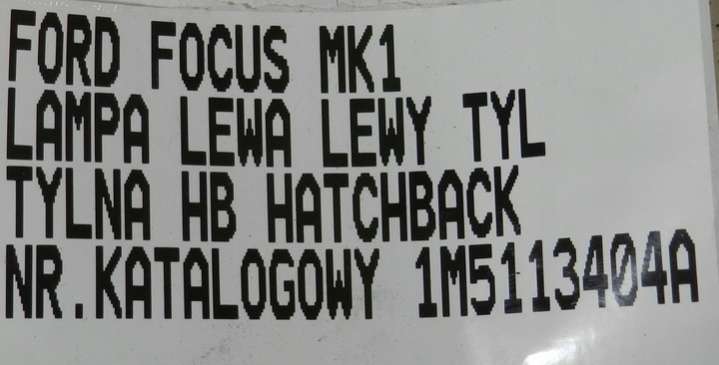 FORD FOCUS MK1
LAMPA LEWA LEWY TYL
TYLNA HB HATCHBACK
NR.KATALOGOWY 1M5113404A